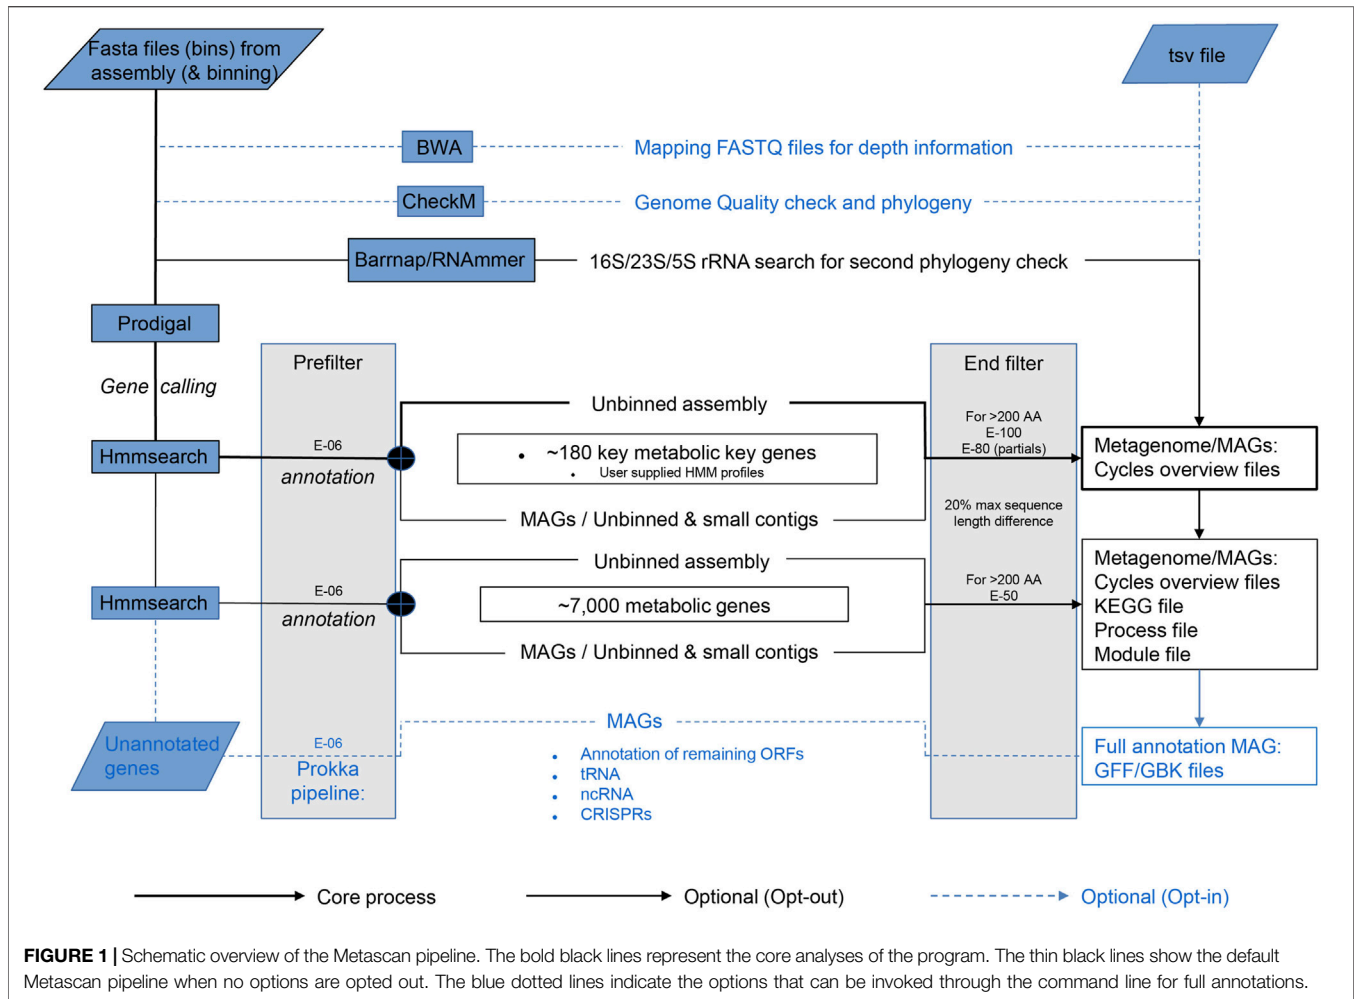 Fasta files (bins) from
assembly (& binning)
tsv file
BWA
Mapping FASTQ files for depth information
CheckM
Genome Quality check and phylogeny
Barrnap/RNAmmer
16S/23S/5S rRNA search for second phylogeny check
Prodigal
Gene calling
Prefilter
End filter
Unbinned assembly
For >200 AA
E-100
E-80 (partials)
Hmmsearch
E-06
annotation
• ~180 key metabolic key genes
• User supplied HMM profiles
Metagenome/MAGs:
Cycles overview files
MAGs / Unbinned & small contigs
20% max sequence
length difference
Unbinned assembly
Hmmsearch
E-06
annotation
~7,000 metabolic genes
For >200 AA
E-50
Metagenome/MAGs:
Cycles overview files
KEGG file
Process file
Module file
MAGs / Unbinned & small contigs
Unannotated
genes
E-06
Prokka
pipeline:
MAGs
• Annotation of remaining ORFs
• tRNA
• ncRNA
• CRISPRs
Full annotation MAG:
GFF/GBK files
Core process
Optional (Opt-out)
Optional (Opt-in)
FIGURE 1 | Schematic overview of the Metascan pipeline. The bold black lines represent the core analyses of the program. The thin black lines show the default
Metascan pipeline when no options are opted out. The blue dotted lines indicate the options that can be invoked through the command line for full annotations.